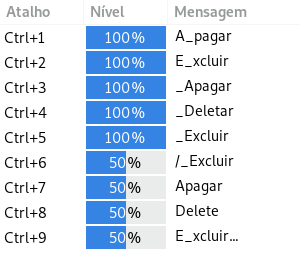 Atalho Nível Mensagem
Ctrl+1 100% A_pagar
Ctrl+2 100% E_xcluir
Ctrl+3 100% _Apagar
Ctrl+4 100% _Deletar
Ctrl+5 100% _Excluir
Ctrl+6 50% /_Excluir
Ctrl+7 50% Apagar
Ctrl+8 50% Delete
Ctrl+9 50% E_xcluir...